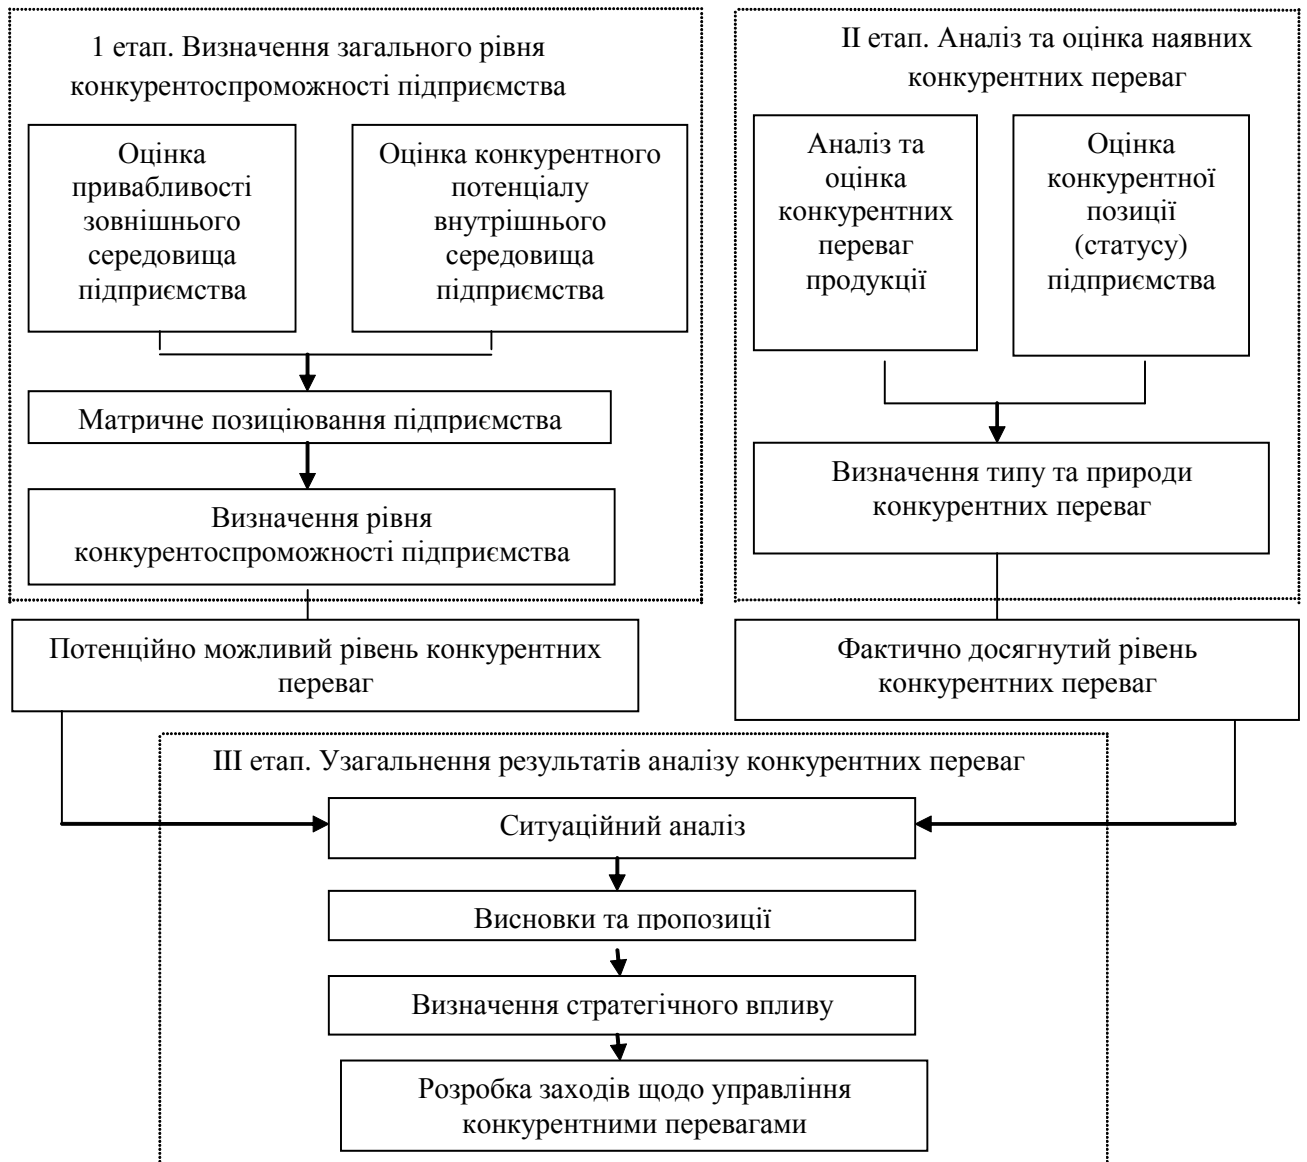 1 етап. Визначення загального рівня
конкурентоспроможності підприємства
Оцінка
привабливості
зовнішнього
середовища
підприємства
Оцінка конкурентного
потенціалу
внутрішнього
середовища
підприємства
Матричне позиціювання підприємства
Визначення рівня
конкурентоспроможності підприємства
Потенційно можливий рівень конкурентних
переваг
ІІ етап. Аналіз та оцінка наявних
конкурентних переваг
Аналіз та
оцінка
конкурентних
переваг
продукції
Оцінка
конкурентної
позиції
(статусу)
підприємства
Визначення типу та природи
конкурентних переваг
Фактично досягнутий рівень
конкурентних переваг
ІІІ етап. Узагальнення результатів аналізу конкурентних переваг
Ситуаційний аналіз
Висновки та пропозиції
Визначення стратегічного впливу
Розробка заходів щодо управління
конкурентними перевагами